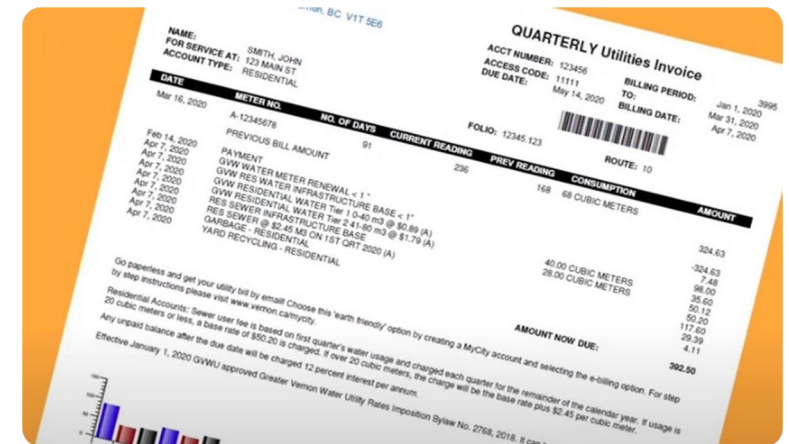 on, BC V1T 5E6
QUARTERLY Utilities Invoice
NAME: SMITH, JOHN
FOR SERVICE AT: 123 MAIN ST
ACCOUNT TYPE: RESIDENTIAL
ACCT NUMBER: 123456
ACCESS CODE: 11111
DUE DATE: May 14, 2020
3995
BILLING PERIOD: Jan 1, 2020
TO: Mar 31, 2020
BILLING DATE: Apr 7, 2020
FOLIO: 12345.123
ROUTE: 10
DATE METER NO. NO. OF DAYS CURRENT READING PREV READING CONSUMPTION AMOUNT
Mar 16, 2020 A-12345678 91 236 168 68 CUBIC METERS
PREVIOUS BILL AMOUNT 324.63
Feb 14, 2020 PAYMENT -324.63
Apr 7, 2020 GVW WATER METER RENEWAL < 1" 7.48
Apr 7, 2020 GVW RES WATER INFRASTRUCTURE BASE < 1" 98.00
Apr 7, 2020 GVW RESIDENTIAL WATER Tier 1 0-40 m3 @ $0.89 (A) 40.00 CUBIC METERS 35.60
Apr 7, 2020 GVW RESIDENTIAL WATER Tier 2 41-80 m3 @ $1.79 (A) 28.00 CUBIC METERS 50.12
Apr 7, 2020 RES SEWER INFRASTRUCTURE BASE 50.20
Apr 7, 2020 RES SEWER @ $2.45 M3 ON 1ST QRT 2020 (A) 117.60
Apr 7, 2020 GARBAGE - RESIDENTIAL 29.39
Apr 7, 2020 YARD RECYCLING - RESIDENTIAL 4.11
AMOUNT NOW DUE: 392.50
Go paperless and get your utility bill by email! Choose this 'earth friendly' option by creating a MyCity account and selecting the e-billing option. For step
by step instructions please visit www.vernon.ca/mycity.
Residential Accounts: Sewer user fee is based on first quarter's water usage and charged each quarter for the remainder of the calendar year. If usage is
20 cubic meters or less, a base rate of $50.20 is charged. If over 20 cubic meters, the charge will be the base rate plus $2.45 per cubic meter.
Any unpaid balance after the due date will be charged 12 percent interest per annum.
Effective January 1, 2020 GVWU approved Greater Vernon Water Utility Rates Imposition Bylaw No. 2768, 2018. It can